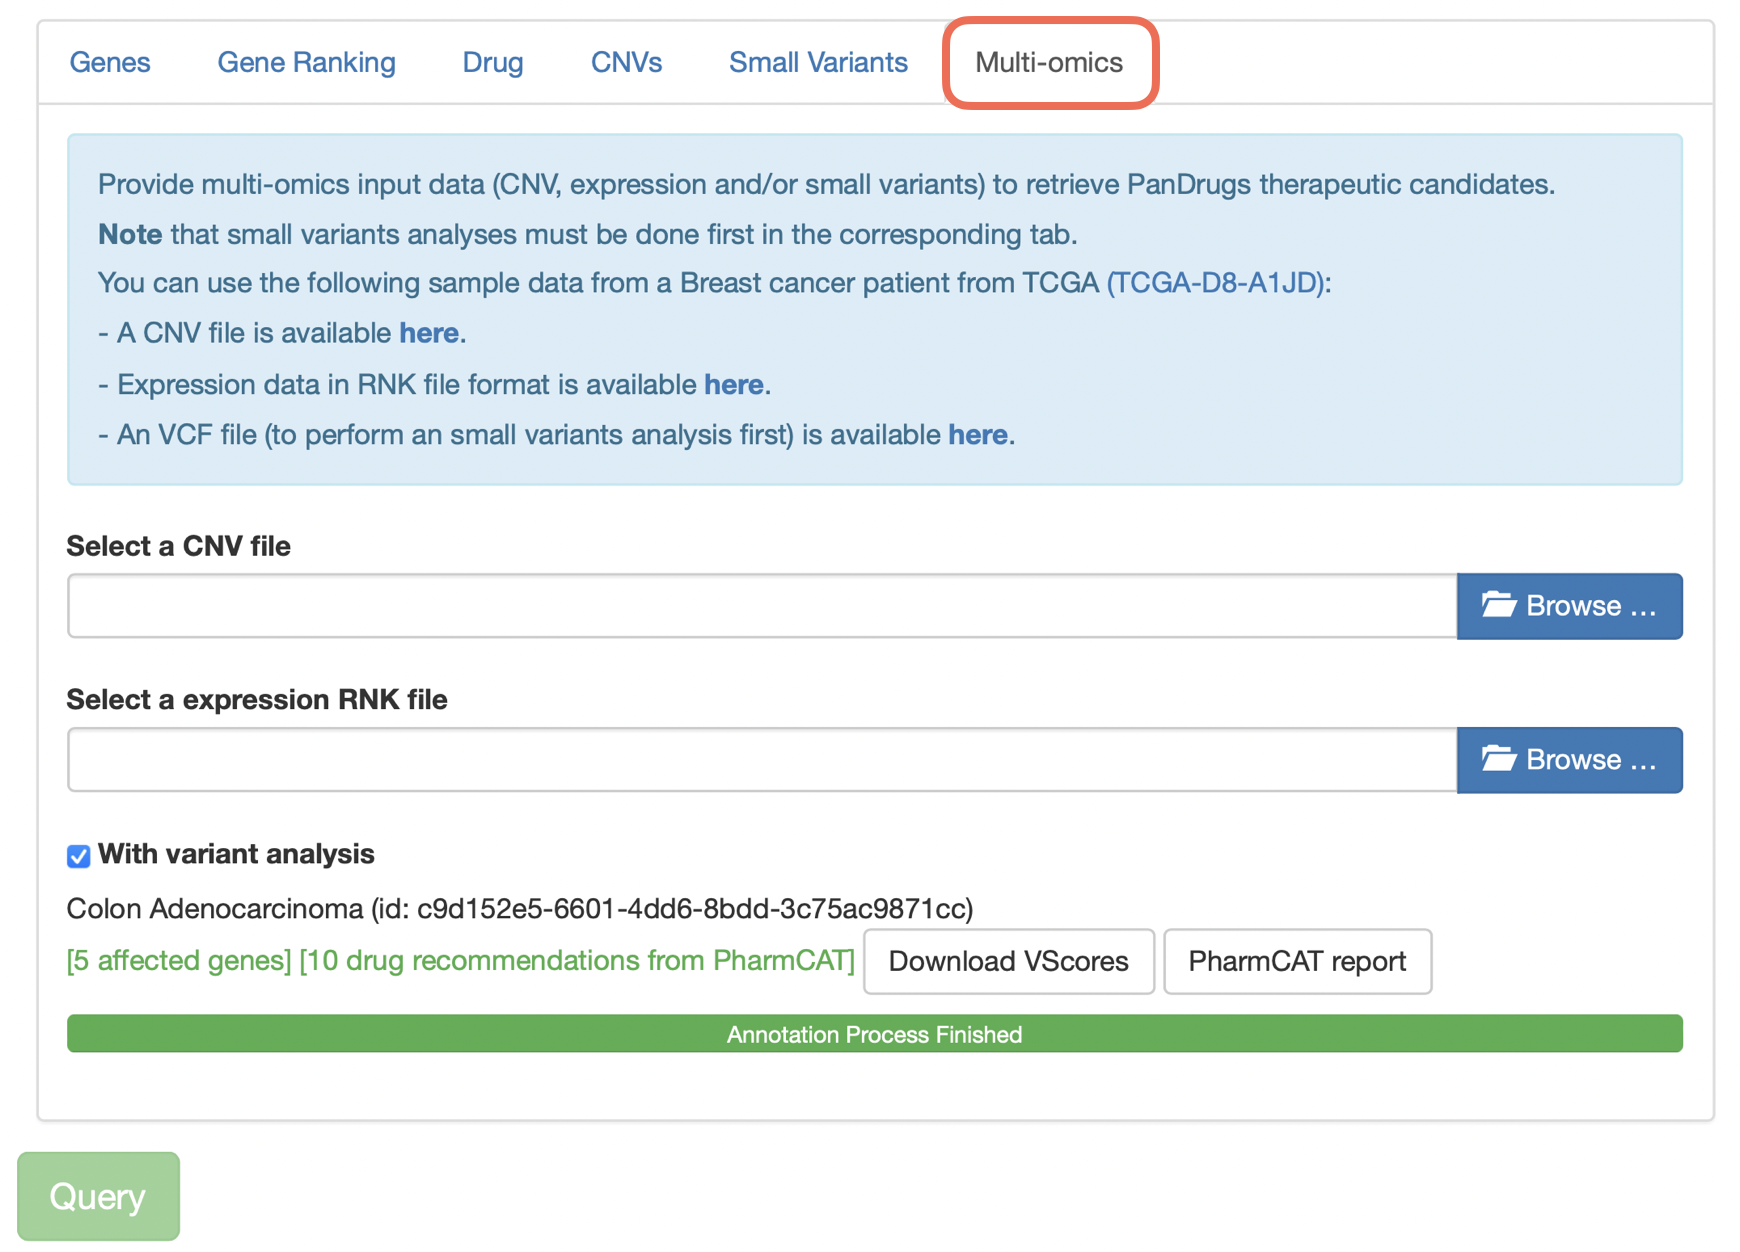 Genes Gene Ranking Drug CNVs Small Variants Multi-omics
Provide multi-omics input data (CNV, expression and/or small variants) to retrieve PanDrugs therapeutic candidates.
Note that small variants analyses must be done first in the corresponding tab.
You can use the following sample data from a Breast cancer patient from TCGA (TCGA-D8-A1JD):
- A CNV file is available here.
- Expression data in RNK file format is available here.
- An VCF file (to perform an small variants analysis first) is available here.
Select a CNV file
Browse ...
Select a expression RNK file
Browse ...
With variant analysis
Colon Adenocarcinoma (id: c9d152e5-6601-4dd6-8bdd-3c75ac9871cc)
[5 affected genes] [10 drug recommendations from PharmCAT] Download VScores PharmCAT report
Annotation Process Finished
Query